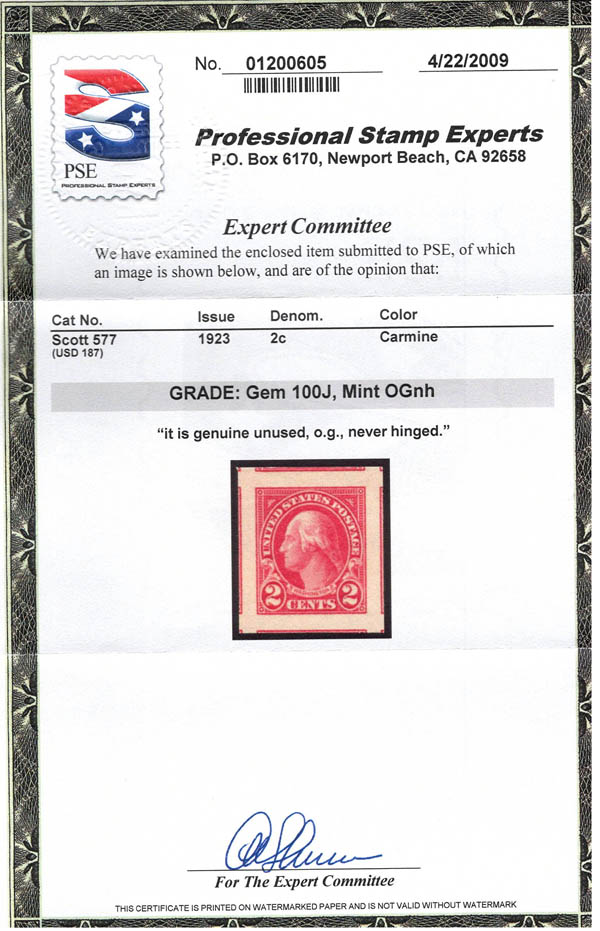 No. 01200605 4/22/2009
PSE
PROFESSIONAL STAMP EXPERTS
Professional Stamp Experts
P.O. Box 6170, Newport Beach, CA 92658
Expert Committee
We have examined the enclosed item submitted to PSE, of which
an image is shown below, and are of the opinion that:
Cat No. Issue Denom. Color
Scott 577 1923 2c Carmine
(USD 187)
GRADE: Gem 100J, Mint OGnh
“it is genuine unused, o.g., never hinged.”
UNITED STATES POSTAGE
WASHINGTON
2 CENTS 2
For The Expert Committee
THIS CERTIFICATE IS PRINTED ON WATERMARKED PAPER AND IS NOT VALID WITHOUT WATERMARK